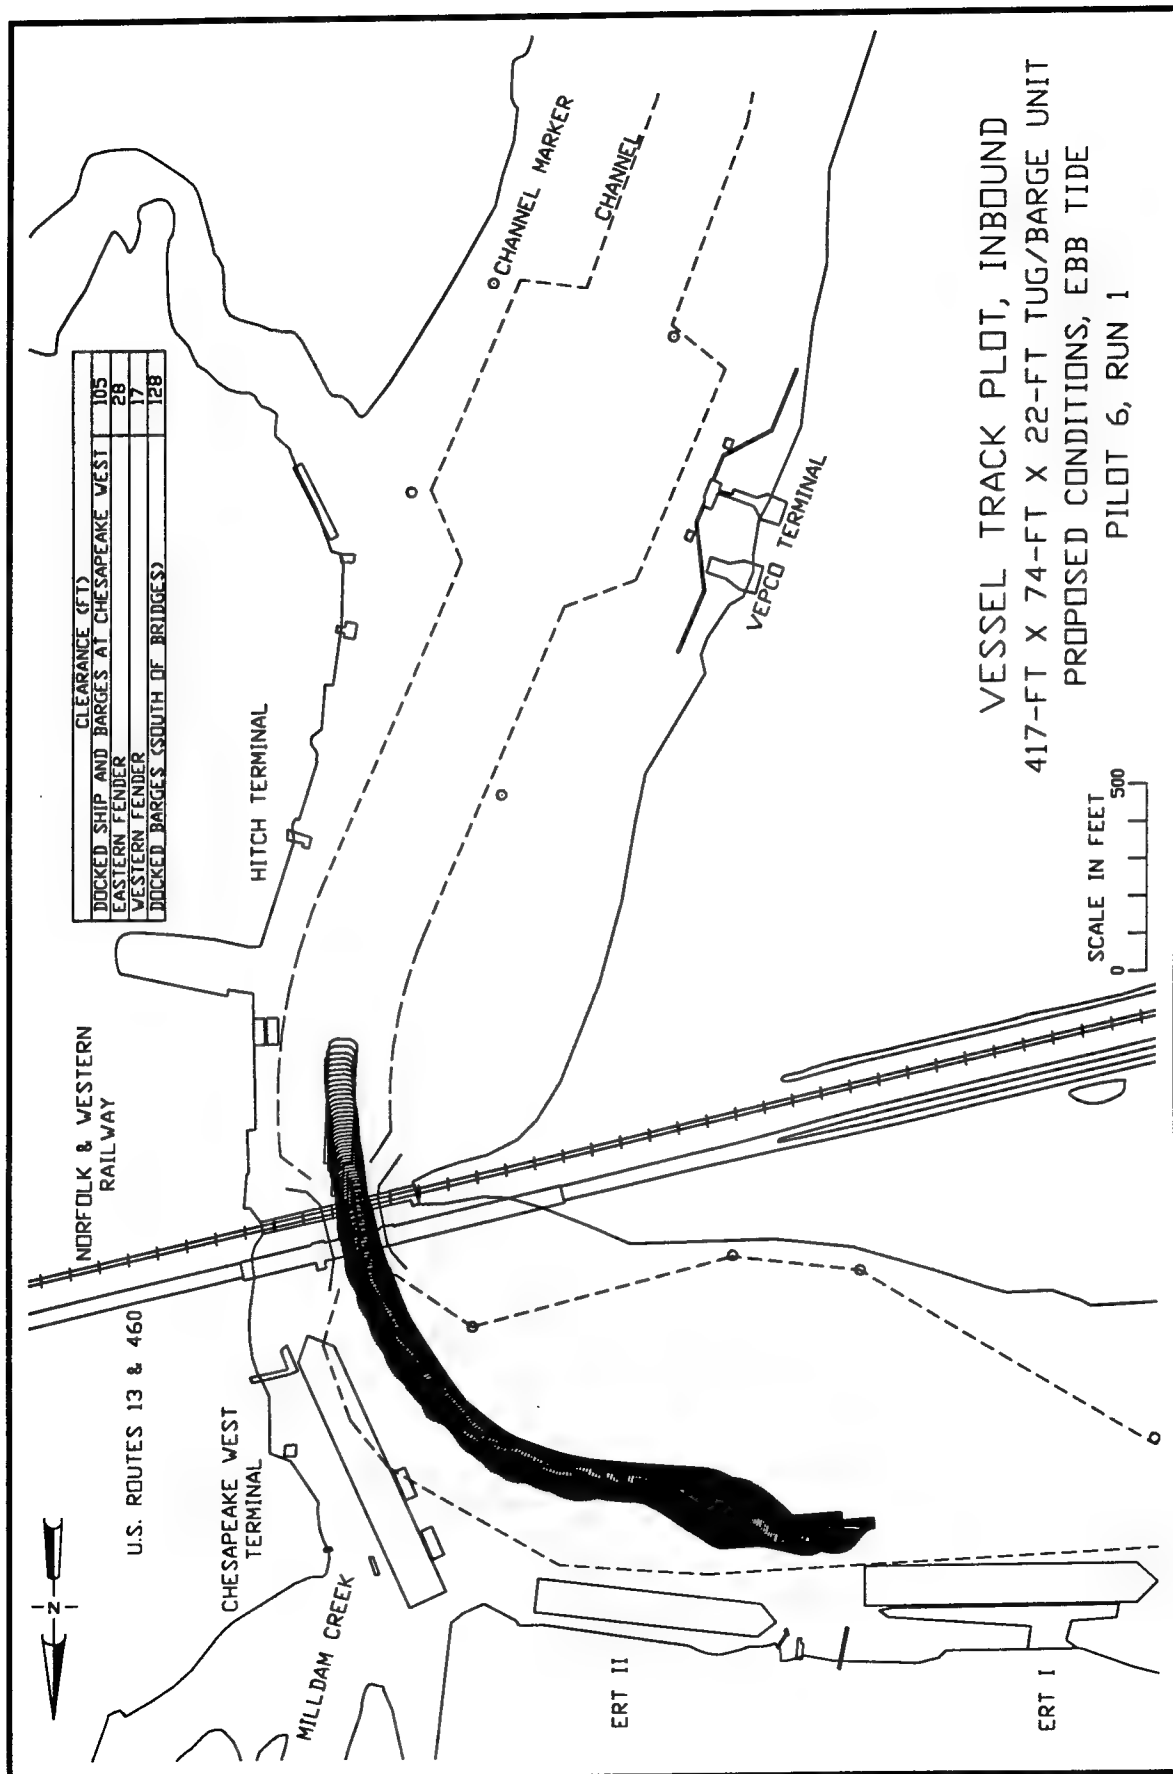 CLEARANCE (FT)
DOCKED SHIP AND BARGES AT CHESAPEAKE WEST 105
EASTERN FENDER 28
WESTERN FENDER 17
DOCKED BARGES (SOUTH OF BRIDGES) 128
N
U.S. ROUTES 13 & 460
NORFOLK & WESTERN
RAILWAY
HITCH TERMINAL
CHANNEL MARKER
CHANNEL
CHESAPEAKE WEST
TERMINAL
MILLDAM CREEK
VEPCO TERMINAL
ERT II
ERT I
SCALE IN FEET
0 500
VESSEL TRACK PLOT, INBOUND
417-FT X 74-FT X 22-FT TUG/BARGE UNIT
PROPOSED CONDITIONS, EBB TIDE
PILOT 6, RUN 1